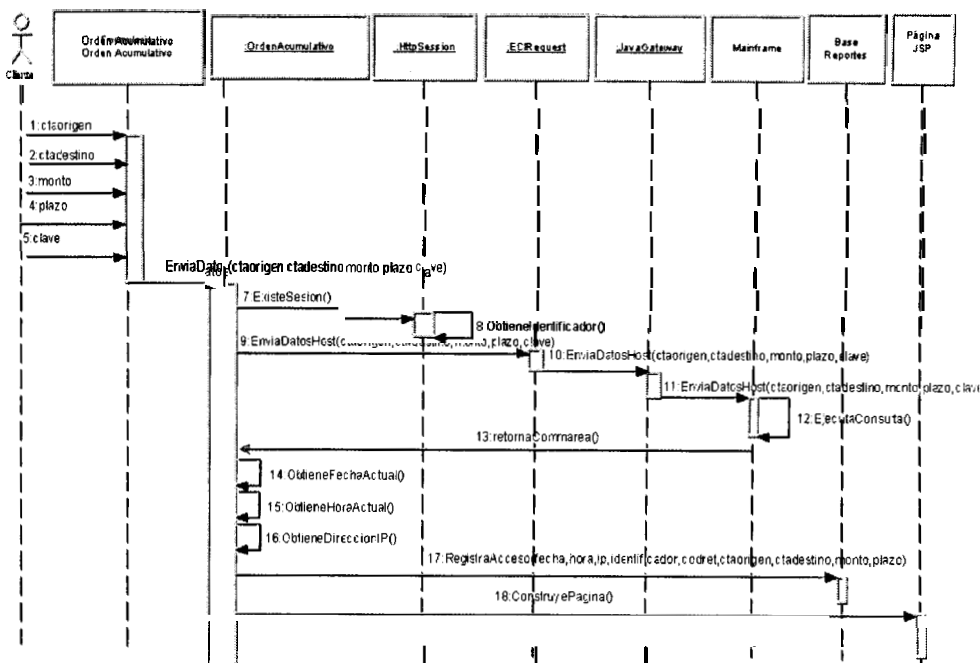 Cliente
Orden Acumulativo
Orden Acumulativo
:OrdenAcumulativo
:HttpSession
:ECIRequest
:JavaGateway
Mainframe
Base
Reportes
Página
JSP
1:ctaorigen
2:ctadestino
3:monto
4:plazo
5:clave
EnviaDato (ctaorigen ctadestino monto plazo clave)
7:ExisteSesion()
8:ObtieneIdentificador()
9:EnviaDatosHost(ctaorigen,ctadestino,monto,plazo,clave)
10:EnviaDatosHost(ctaorigen,ctadestino,monto,plazo,clave)
11:EnviaDatosHost(ctaorigen,ctadestino,monto,plazo,clave
12:EjecutaConsulta()
13:retornaCommarea()
14:ObtieneFechaActual()
15:ObtieneHoraActual()
16:ObtieneDireccionIP()
17:RegistraAcceso(fecha,hora,ip,identificador,codret,ctaorigen,ctadestino,monto,plazo)
18:ConstruyePagina()